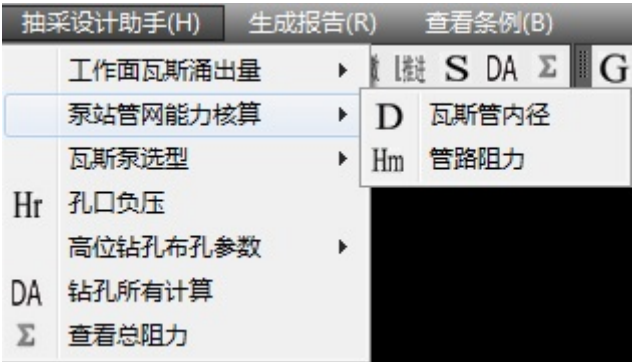 抽采设计助手(H) 生成报告(R) 查看条例(B)
工作面瓦斯涌出量 S DA Σ G
泵站管网能力核算 D 瓦斯管内径
瓦斯泵选型 Hm 管路阻力
Hr 孔口负压
高位钻孔布孔参数
DA 钻孔所有计算
Σ 查看总阻力